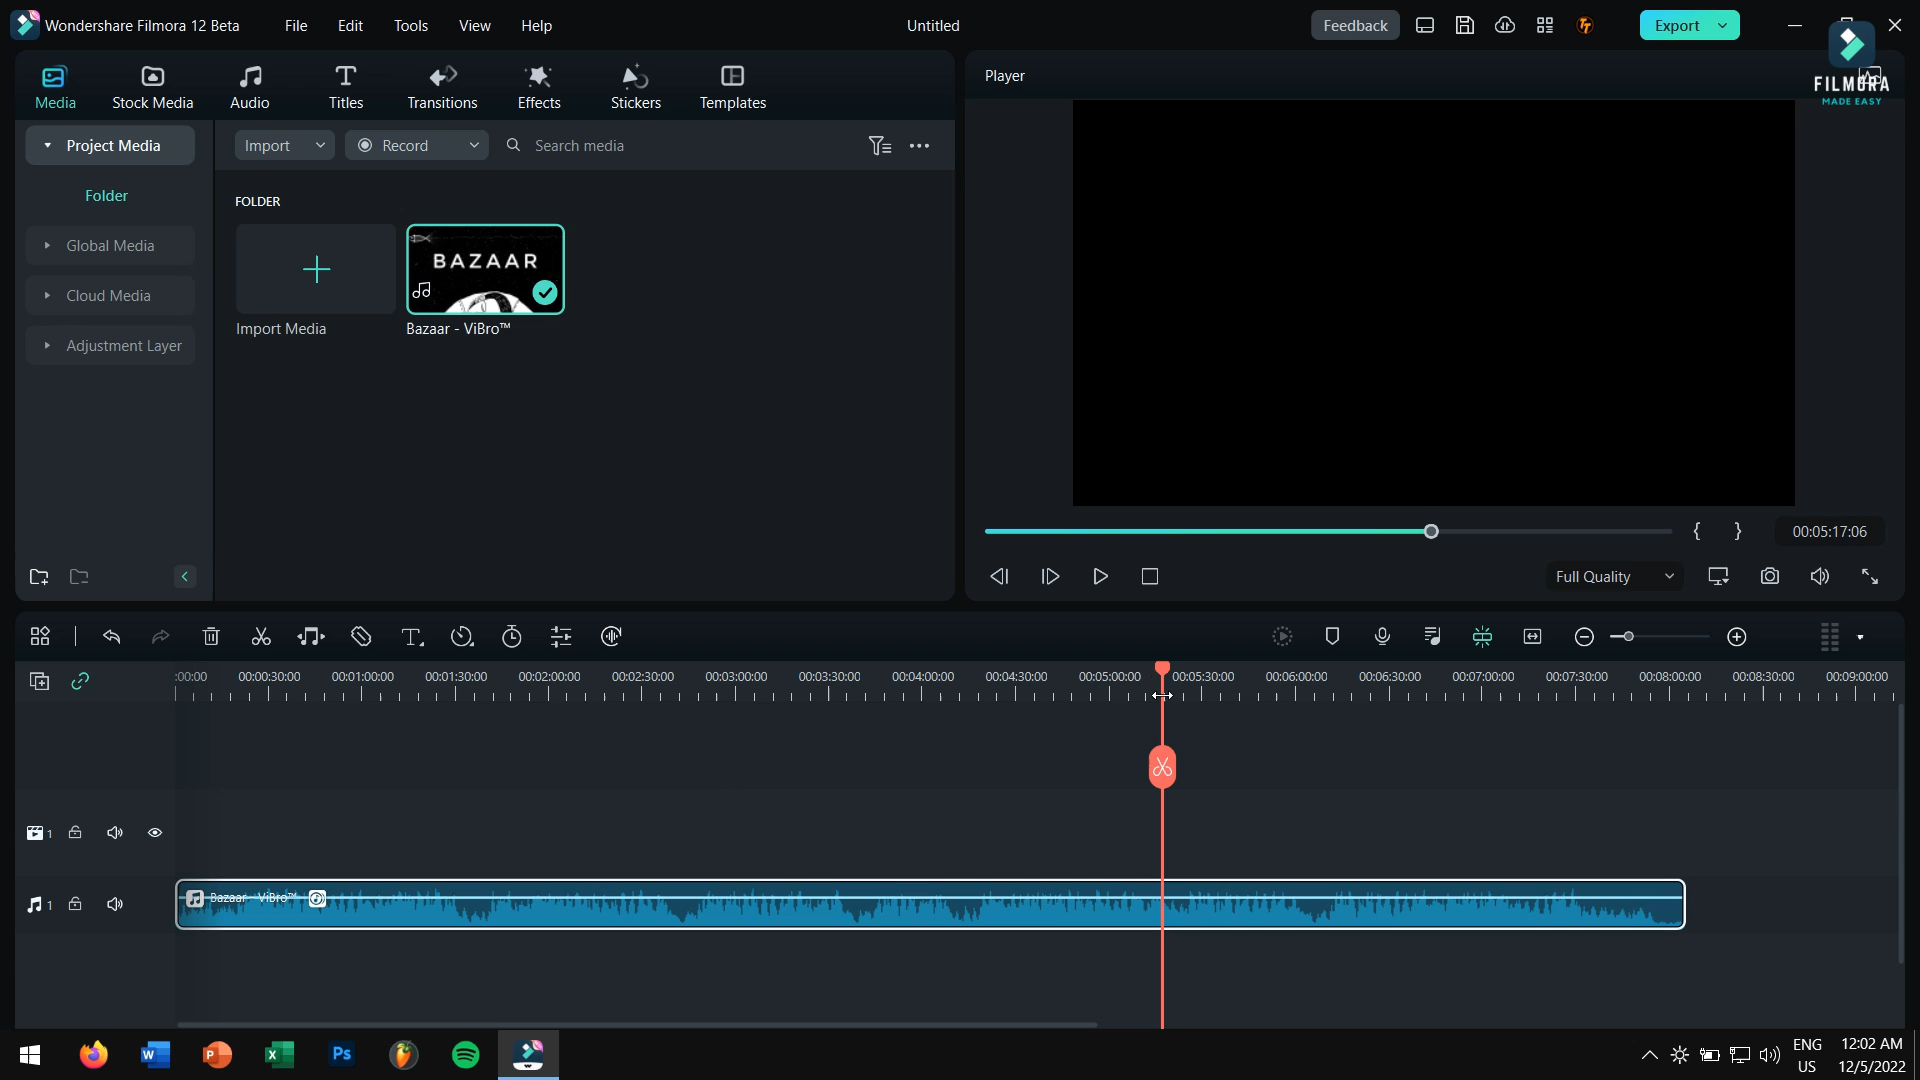 Wondershare Filmora 12 Beta File Edit Tools View Help Untitled Feedback Export
FILMORA
MADE EASY
Media Stock Media Audio Titles Transitions Effects Stickers Templates
Player
Project Media
Import Record Search media
Folder
FOLDER
Global Media
Cloud Media
Adjustment Layer
BAZAAR
Import Media Bazaar - ViBro™
{ } 00:05:17:06
Full Quality
:00:00 00:00:30:00 00:01:00:00 00:01:30:00 00:02:00:00 00:02:30:00 00:03:00:00 00:03:30:00 00:04:00:00 00:04:30:00 00:05:00:00 00:05:30:00 00:06:00:00 00:06:30:00 00:07:00:00 00:07:30:00 00:08:00:00 00:08:30:00 00:09:00:00
1
1 Bazaar - ViBro™
W P X Ps
ENG 12:02 AM
US 12/5/2022